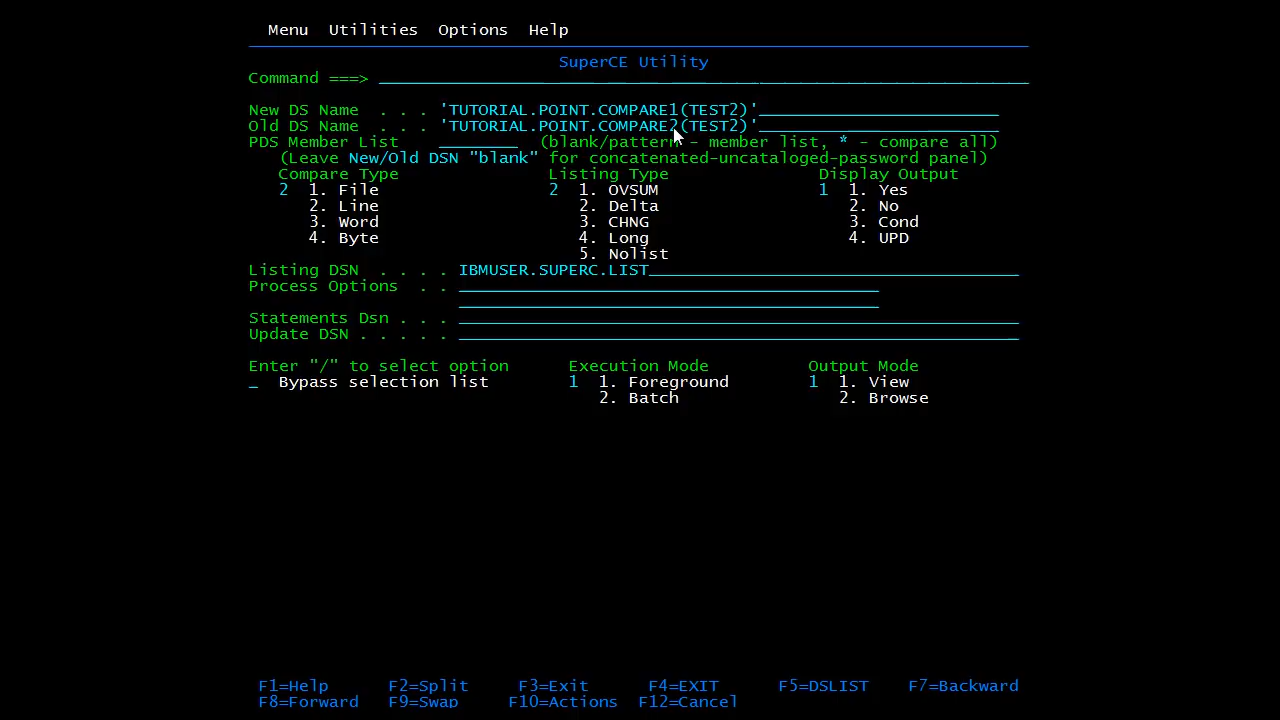 Menu  Utilities  Options  Help
SuperCE Utility
Command ===>
New DS Name  . . . 'TUTORIAL.POINT.COMPARE1(TEST2)'
Old DS Name  . . . 'TUTORIAL.POINT.COMPARE2(TEST2)'
PDS Member List  (blank/pattern - member list, * - compare all)
(Leave New/Old DSN "blank" for concatenated-uncataloged-password panel)
Compare Type  Listing Type  Display Output
2  1. File  2  1. OVSUM  1  1. Yes
2. Line  2. Delta  2. No
3. Word  3. CHNG  3. Cond
4. Byte  4. Long  4. UPD
5. Nolist
Listing DSN  . . . . IBMUSER.SUPERC.LIST
Process Options  . .
Statements Dsn . . .
Update DSN . . . . .
Enter "/" to select option  Execution Mode  Output Mode
Bypass selection list  1  1. Foreground  1  1. View
2. Batch  2. Browse
F1=Help  F2=Split  F3=Exit  F4=EXIT  F5=DSLIST  F7=Backward
F8=Forward  F9=Swap  F10=Actions  F12=Cancel